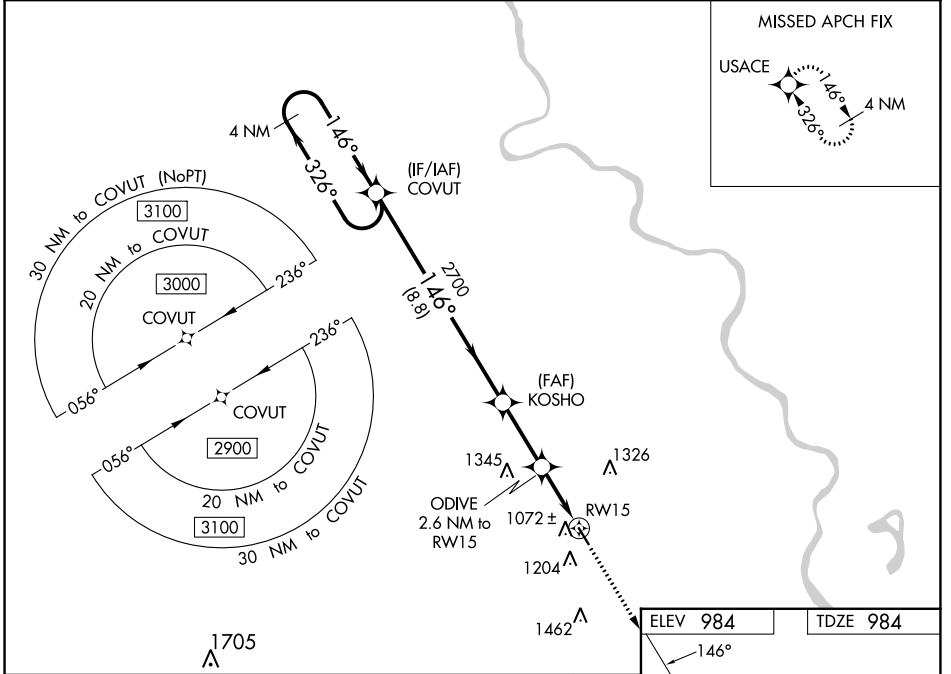 MISSED APCH FIX
USACE
146°
326°
4 NM
4 NM
146°
326°
(IF/IAF)
COVUT
30 NM to COVUT (NoPT)
3100
20 NM to COVUT
3000
236°
COVUT
056°
2700
146°
(8.8)
236°
COVUT
056°
2900
20 NM to COVUT
3100
30 NM to COVUT
(FAF)
KOSHO
1345
1326
ODIVE
2.6 NM to
RW15
1072 ±
RW15
1204
1462
1705
ELEV 984
TDZE 984
146°